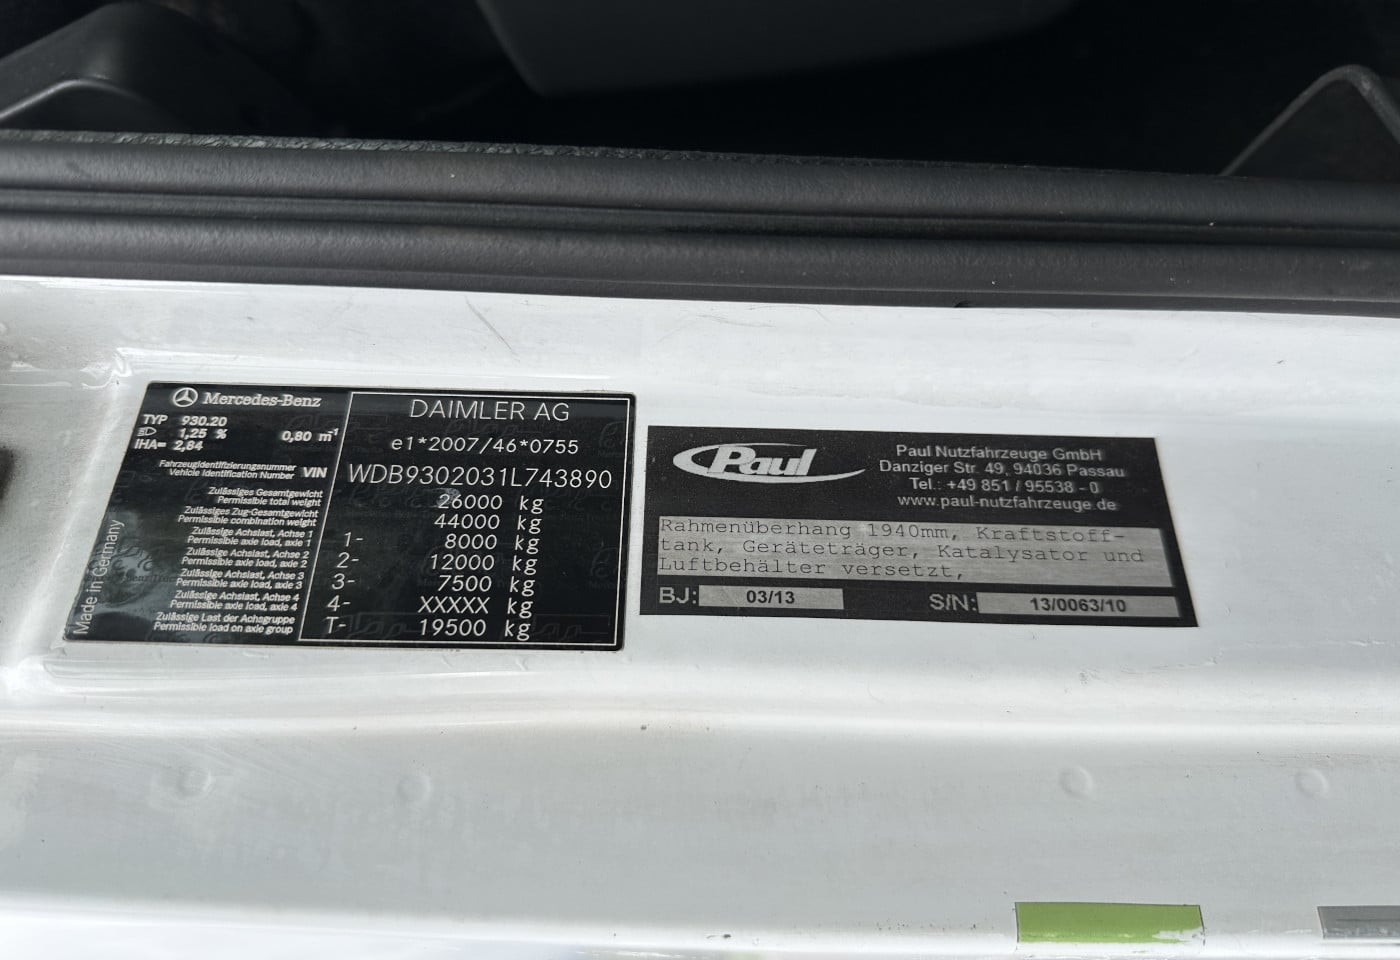 Mercedes-Benz
TYP 930.20
1,25 % 0,80 m⁻¹
IHA= 2,84
Fahrzeugidentifizierungsnummer
Vehicle Identification Number VIN
Zulässiges Gesamtgewicht
Permissible total weight
Zulässiges Zug-Gesamtgewicht
Permissible combination weight
Zulässige Achslast, Achse 1
Permissible axle load, axle 1
Zulässige Achslast, Achse 2
Permissible axle load, axle 2
Zulässige Achslast, Achse 3
Permissible axle load, axle 3
Zulässige Achslast, Achse 4
Permissible axle load, axle 4
Zulässige Last der Achsgruppe
Permissible load on axle group
Made in Germany
DAIMLER AG
e1*2007/46*0755
WDB9302031L743890
26000 kg
44000 kg
1- 8000 kg
2- 12000 kg
3- 7500 kg
4- XXXXX kg
T- 19500 kg
Paul
Paul Nutzfahrzeuge GmbH
Danziger Str. 49, 94036 Passau
Tel.: +49 851 / 95538 - 0
www.paul-nutzfahrzeuge.de
Rahmenüberhang 1940mm, Kraftstoff-
tank, Geräteträger, Katalysator und
Luftbehälter versetzt,
BJ: 03/13
S/N: 13/0063/10